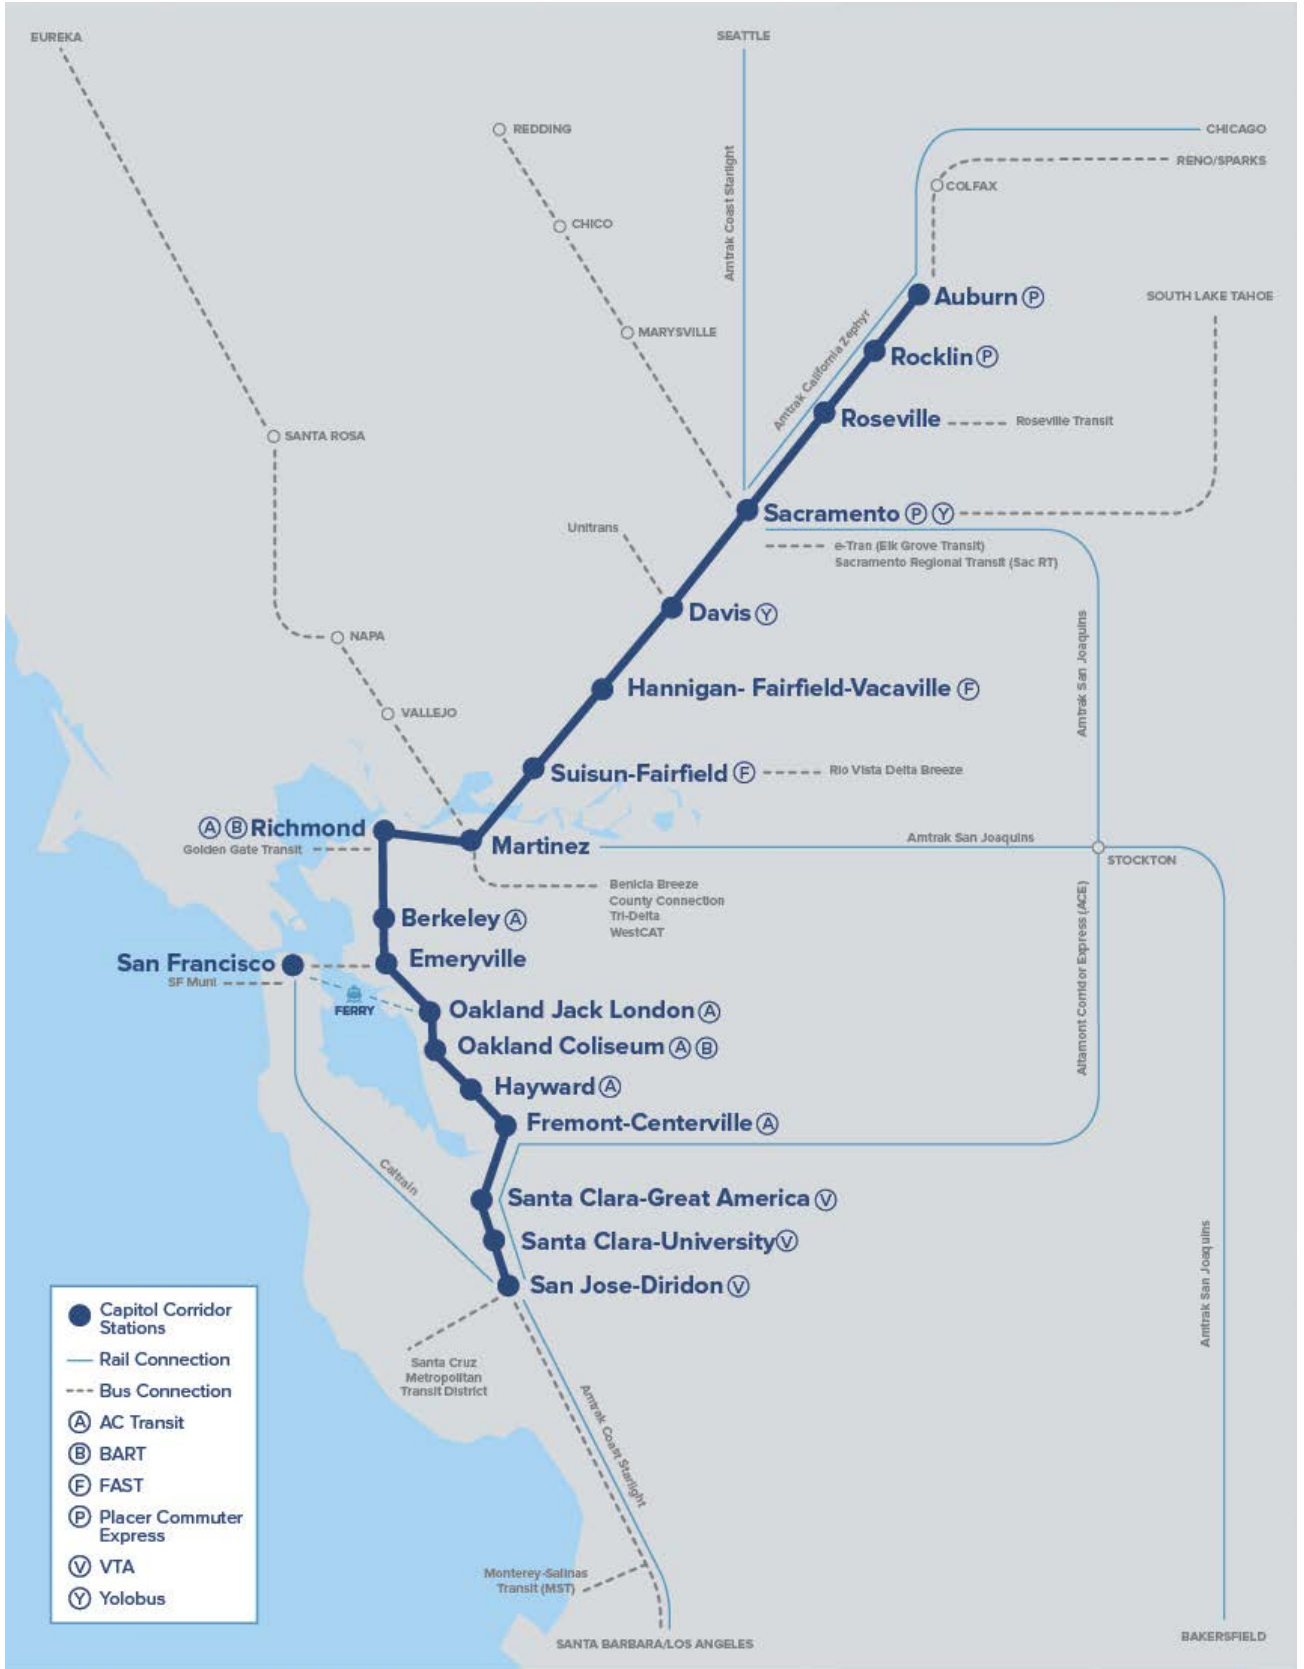 EUREKA
SEATTLE
REDDING
CHICAGO
RENO/SPARKS
COLFAX
CHICO
Amtrak Coast Starlight
Auburn P
SOUTH LAKE TAHOE
MARYSVILLE
Amtrak California Zephyr
Rocklin P
Roseville
Roseville Transit
SANTA ROSA
Sacramento P Y
Unitrans
e-Tran (Elk Grove Transit)
Sacramento Regional Transit (Sac RT)
Davis Y
Amtrak San Joaquins
NAPA
Hannigan- Fairfield-Vacaville F
VALLEJO
Suisun-Fairfield F
Rio Vista Delta Breeze
A B Richmond
Golden Gate Transit
Martinez
Amtrak San Joaquins
STOCKTON
Benicia Breeze
County Connection
Tri-Delta
WestCAT
Berkeley A
Altamont Corridor Express (ACE)
San Francisco
SF Muni
Emeryville
FERRY
Oakland Jack London A
Oakland Coliseum A B
Hayward A
Fremont-Centerville A
Caltrain
Santa Clara-Great America V
Santa Clara-University V
San Jose-Diridon V
Amtrak San Joaquins
Santa Cruz
Metropolitan
Transit District
Amtrak Coast Starlight
Monterey-Salinas
Transit (MST)
SANTA BARBARA/LOS ANGELES
BAKERSFIELD
Capitol Corridor
Stations
Rail Connection
Bus Connection
A AC Transit
B BART
F FAST
P Placer Commuter
Express
V VTA
Y Yolobus